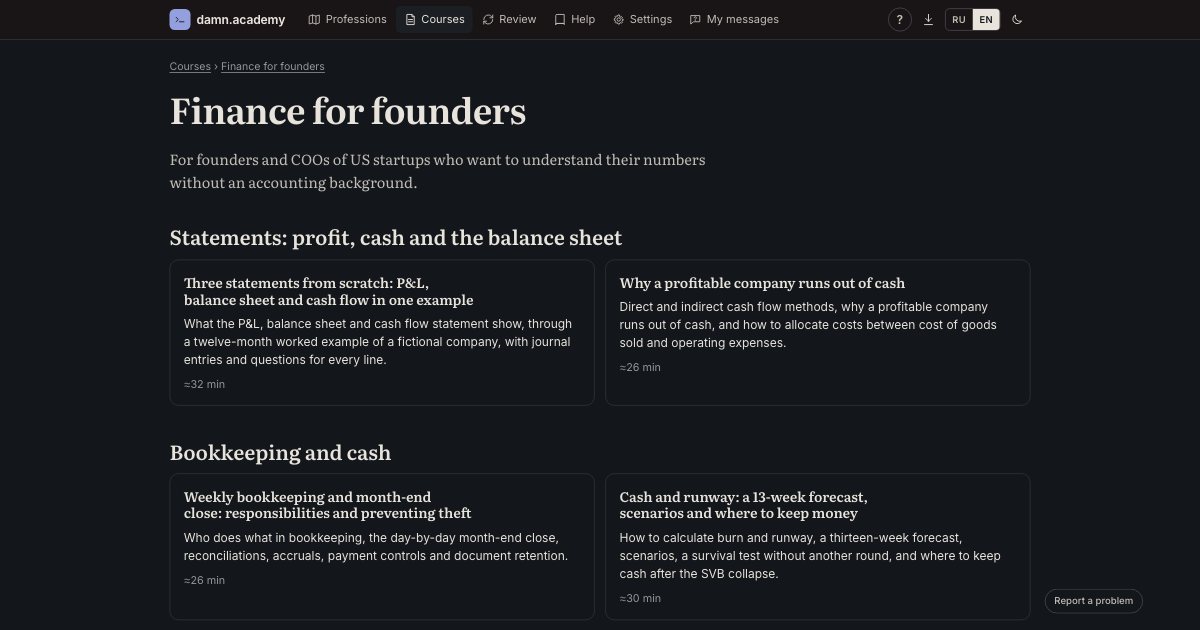 damn.academy
Professions
Courses
Review
Help
Settings
My messages
?
RU
EN
Courses › Finance for founders
Finance for founders
For founders and COOs of US startups who want to understand their numbers
without an accounting background.
Statements: profit, cash and the balance sheet
Three statements from scratch: P&L,
balance sheet and cash flow in one example
What the P&L, balance sheet and cash flow statement show, through
a twelve-month worked example of a fictional company, with journal
entries and questions for every line.
≈32 min
Why a profitable company runs out of cash
Direct and indirect cash flow methods, why a profitable company
runs out of cash, and how to allocate costs between cost of goods
sold and operating expenses.
≈26 min
Bookkeeping and cash
Weekly bookkeeping and month-end
close: responsibilities and preventing theft
Who does what in bookkeeping, the day-by-day month-end close,
reconciliations, accruals, payment controls and document retention.
≈26 min
Cash and runway: a 13-week forecast,
scenarios and where to keep money
How to calculate burn and runway, a thirteen-week forecast,
scenarios, a survival test without another round, and where to keep
cash after the SVB collapse.
≈30 min
Report a problem